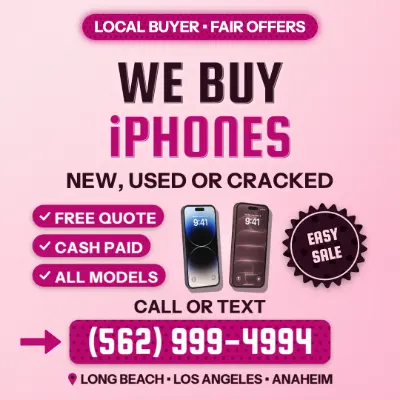 LOCAL BUYER • FAIR OFFERS
WE BUY
iPHONES
NEW, USED OR CRACKED
FREE QUOTE
CASH PAID
ALL MODELS
9:41
9:41
EASY
SALE
CALL OR TEXT
(562) 999-4994
LONG BEACH • LOS ANGELES • ANAHEIM